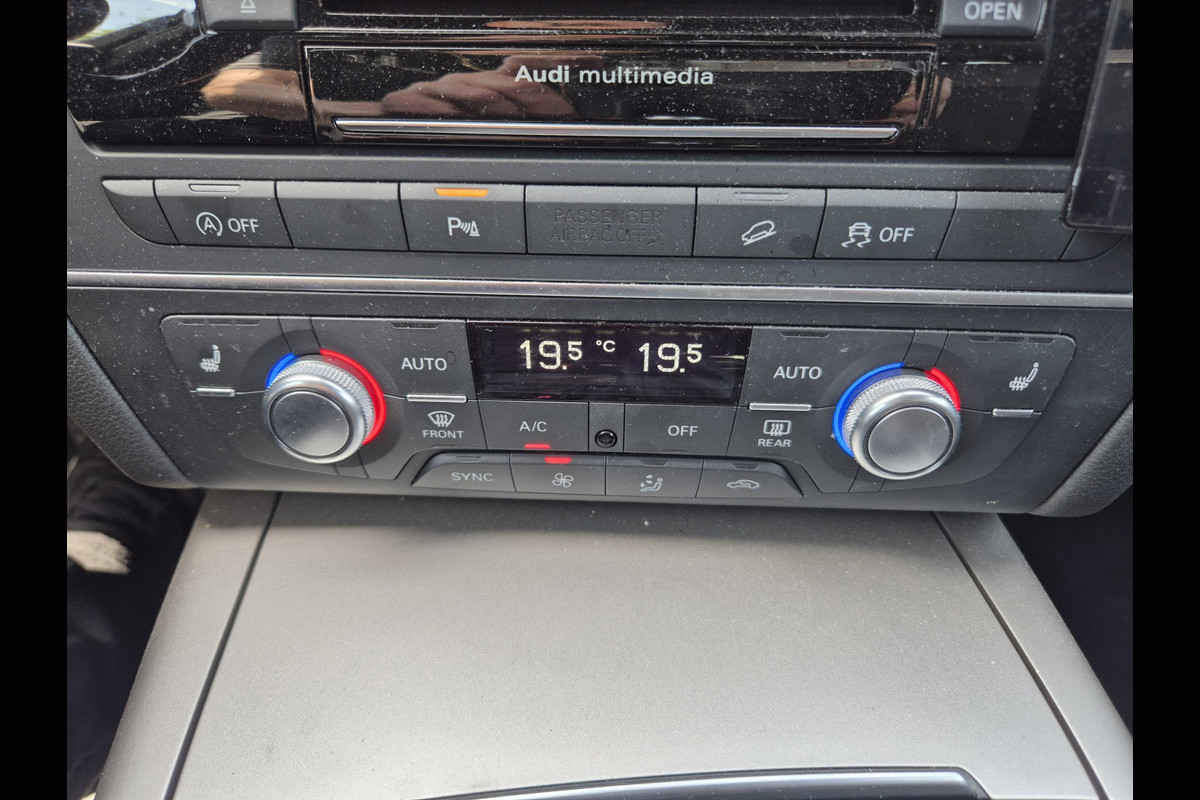 OPEN
Audi multimedia
A OFF
P
PASSENGER
AIRBAG OFF
OFF
AUTO
19.5 °C 19.5
AUTO
FRONT
A/C
OFF
REAR
SYNC